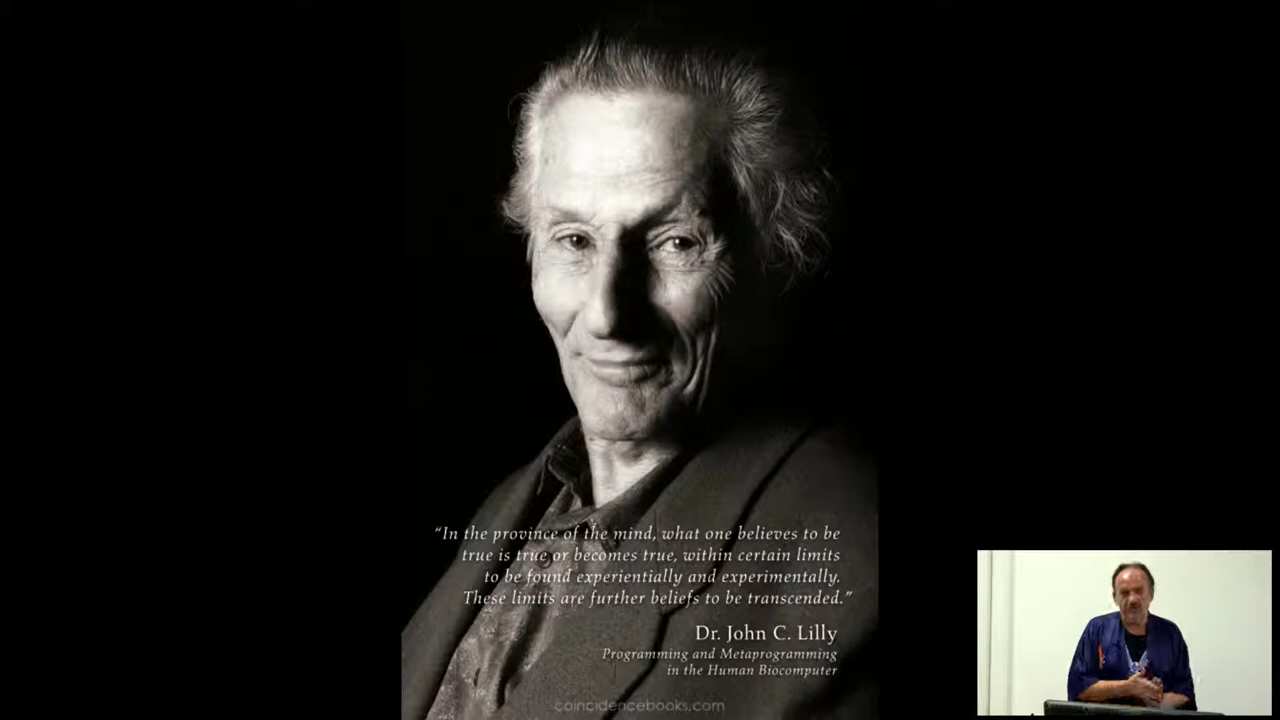 “In the province of the mind, what one believes to be
true is true or becomes true, within certain limits
to be found experientially and experimentally.
These limits are further beliefs to be transcended.”
Dr. John C. Lilly
Programming and Metaprogramming
in the Human Biocomputer
coincidencebooks.com